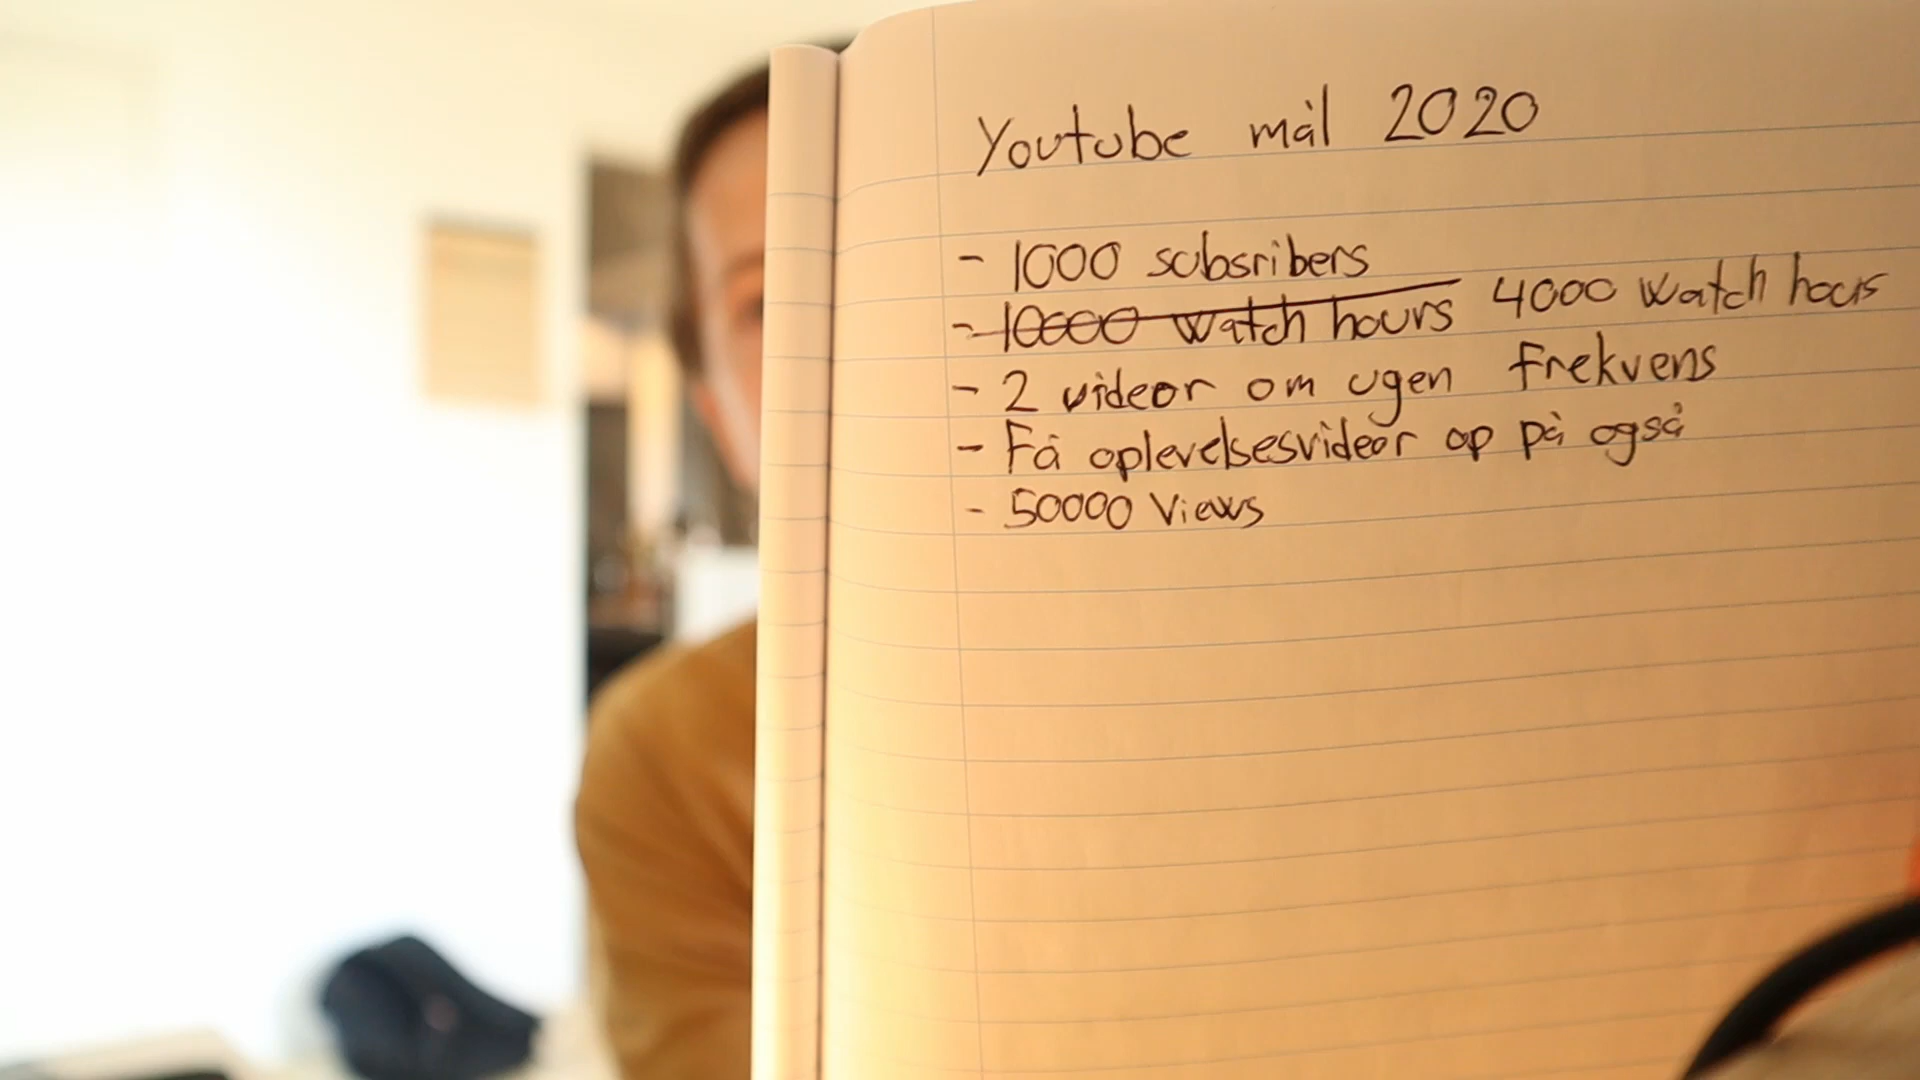 Youtube mål 2020
- 1000 subsribers
- 10000 watch hours 4000 watch hours
- 2 videor om ugen frekvens
- Få oplevelsesvideor op på også
- 50000 Views